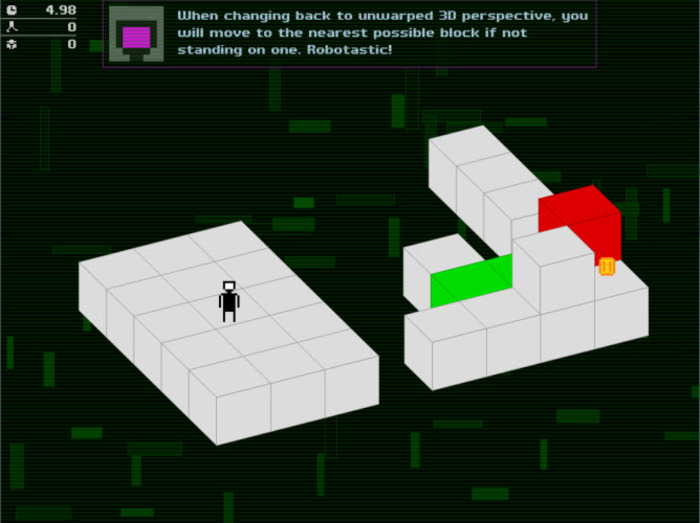 4.98
When changing back to unwarped 3D perspective, you
0
will move to the nearest possible block if not
0
standing on one. Robotastic!